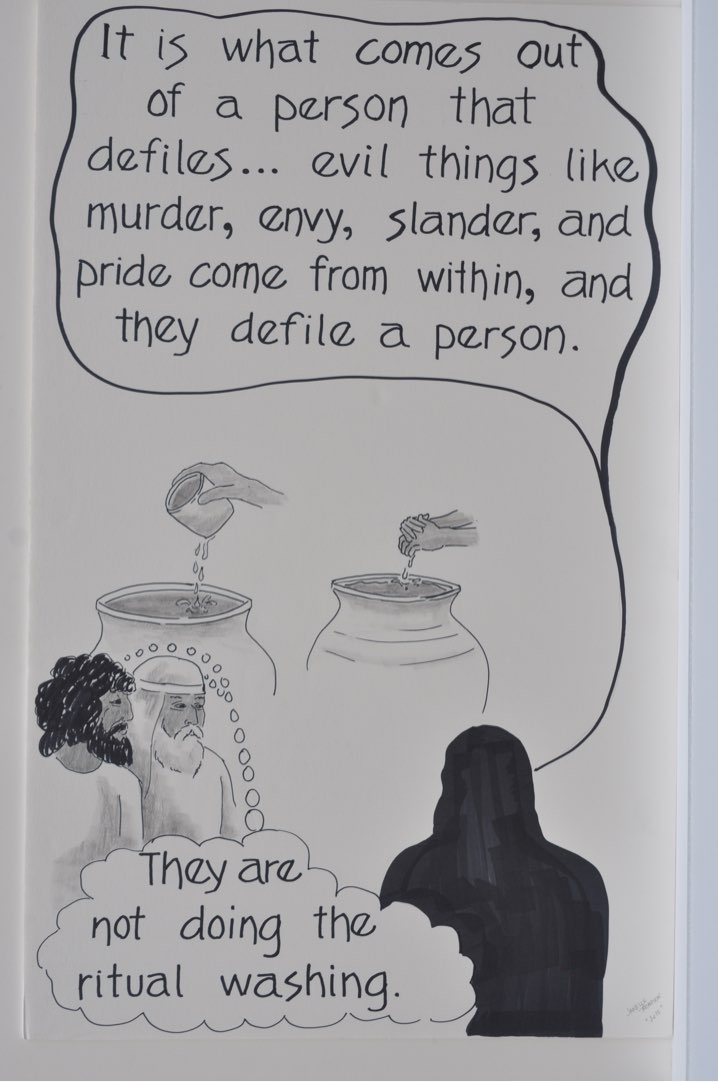 It is what comes out
of a person that
defiles... evil things like
murder, envy, slander, and
pride come from within, and
they defile a person.
They are
not doing the
ritual washing.